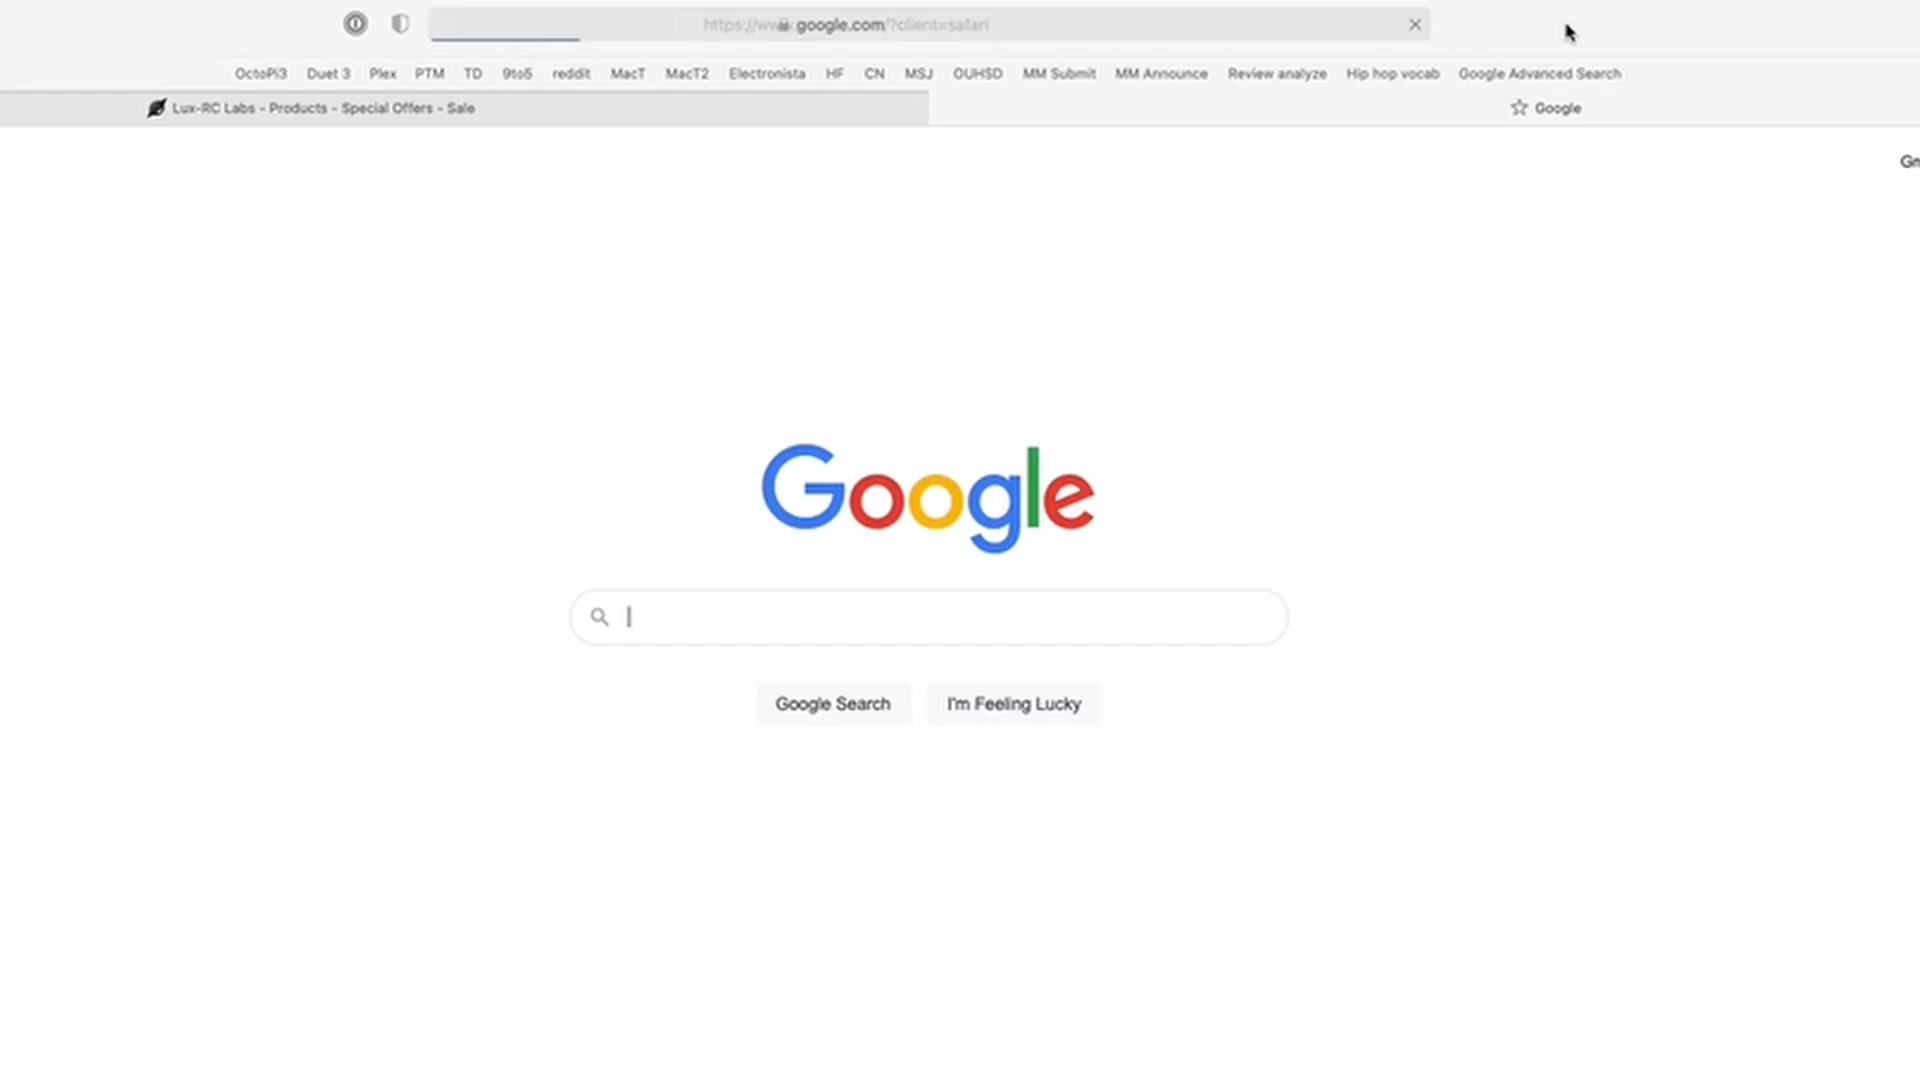 https://www.google.com/?client=safari
OctoPi3 Duet 3 Plex PTM TD 9to5 reddit MacT MacT2 Electronista HF CN MSJ OUHSD MM Submit MM Announce Review analyze Hip hop vocab Google Advanced Search
Lux-RC Labs - Products - Special Offers - Sale
Google
Gm
Google
Google Search
I'm Feeling Lucky